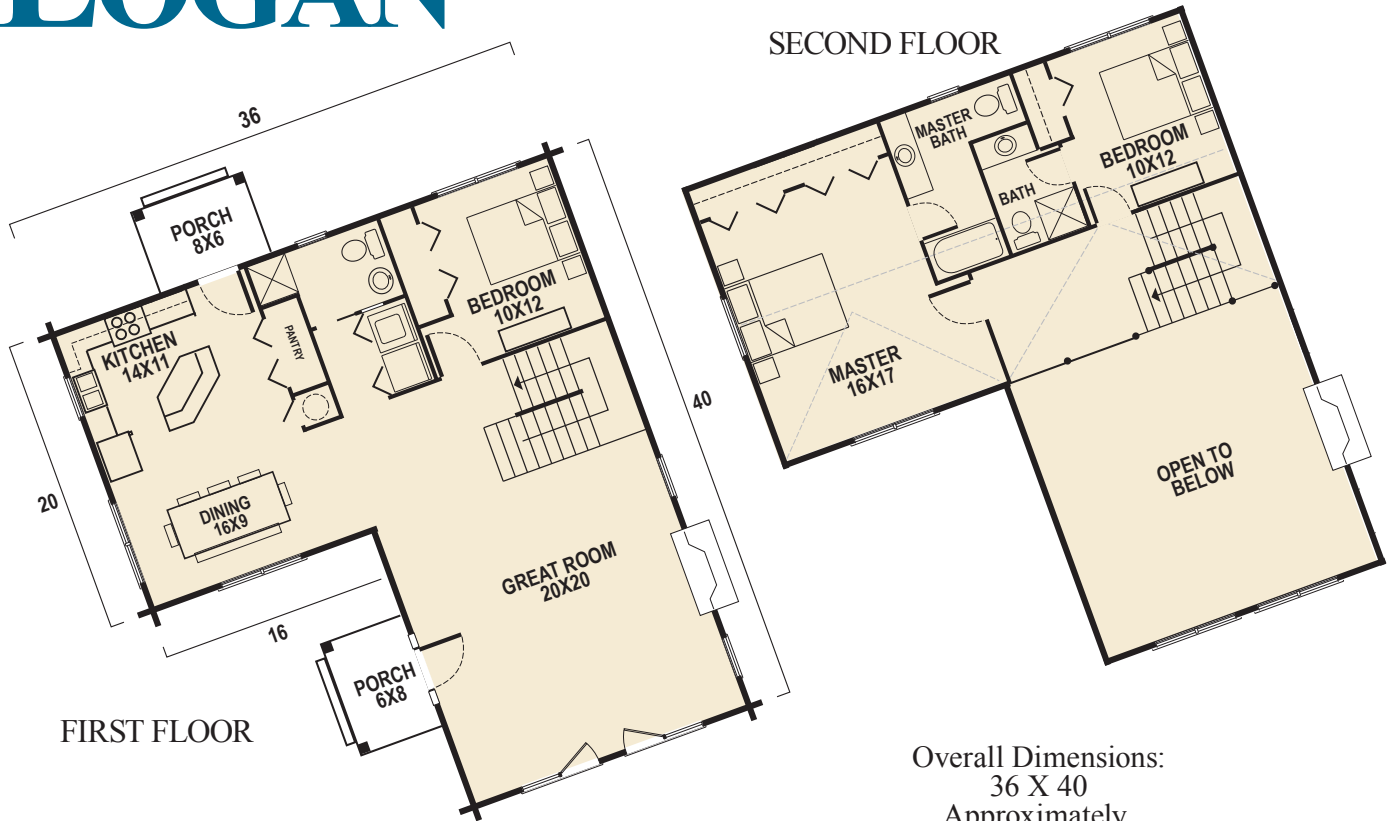 LOGAN
SECOND FLOOR
36
PORCH
8X6
KITCHEN
14X11
PANTRY
BEDROOM
10X12
20
DINING
16X9
GREAT ROOM
20X20
16
PORCH
6X8
40
FIRST FLOOR
MASTER
BATH
BATH
BEDROOM
10X12
MASTER
16X17
OPEN TO
BELOW
Overall Dimensions:
36 X 40
Approximately